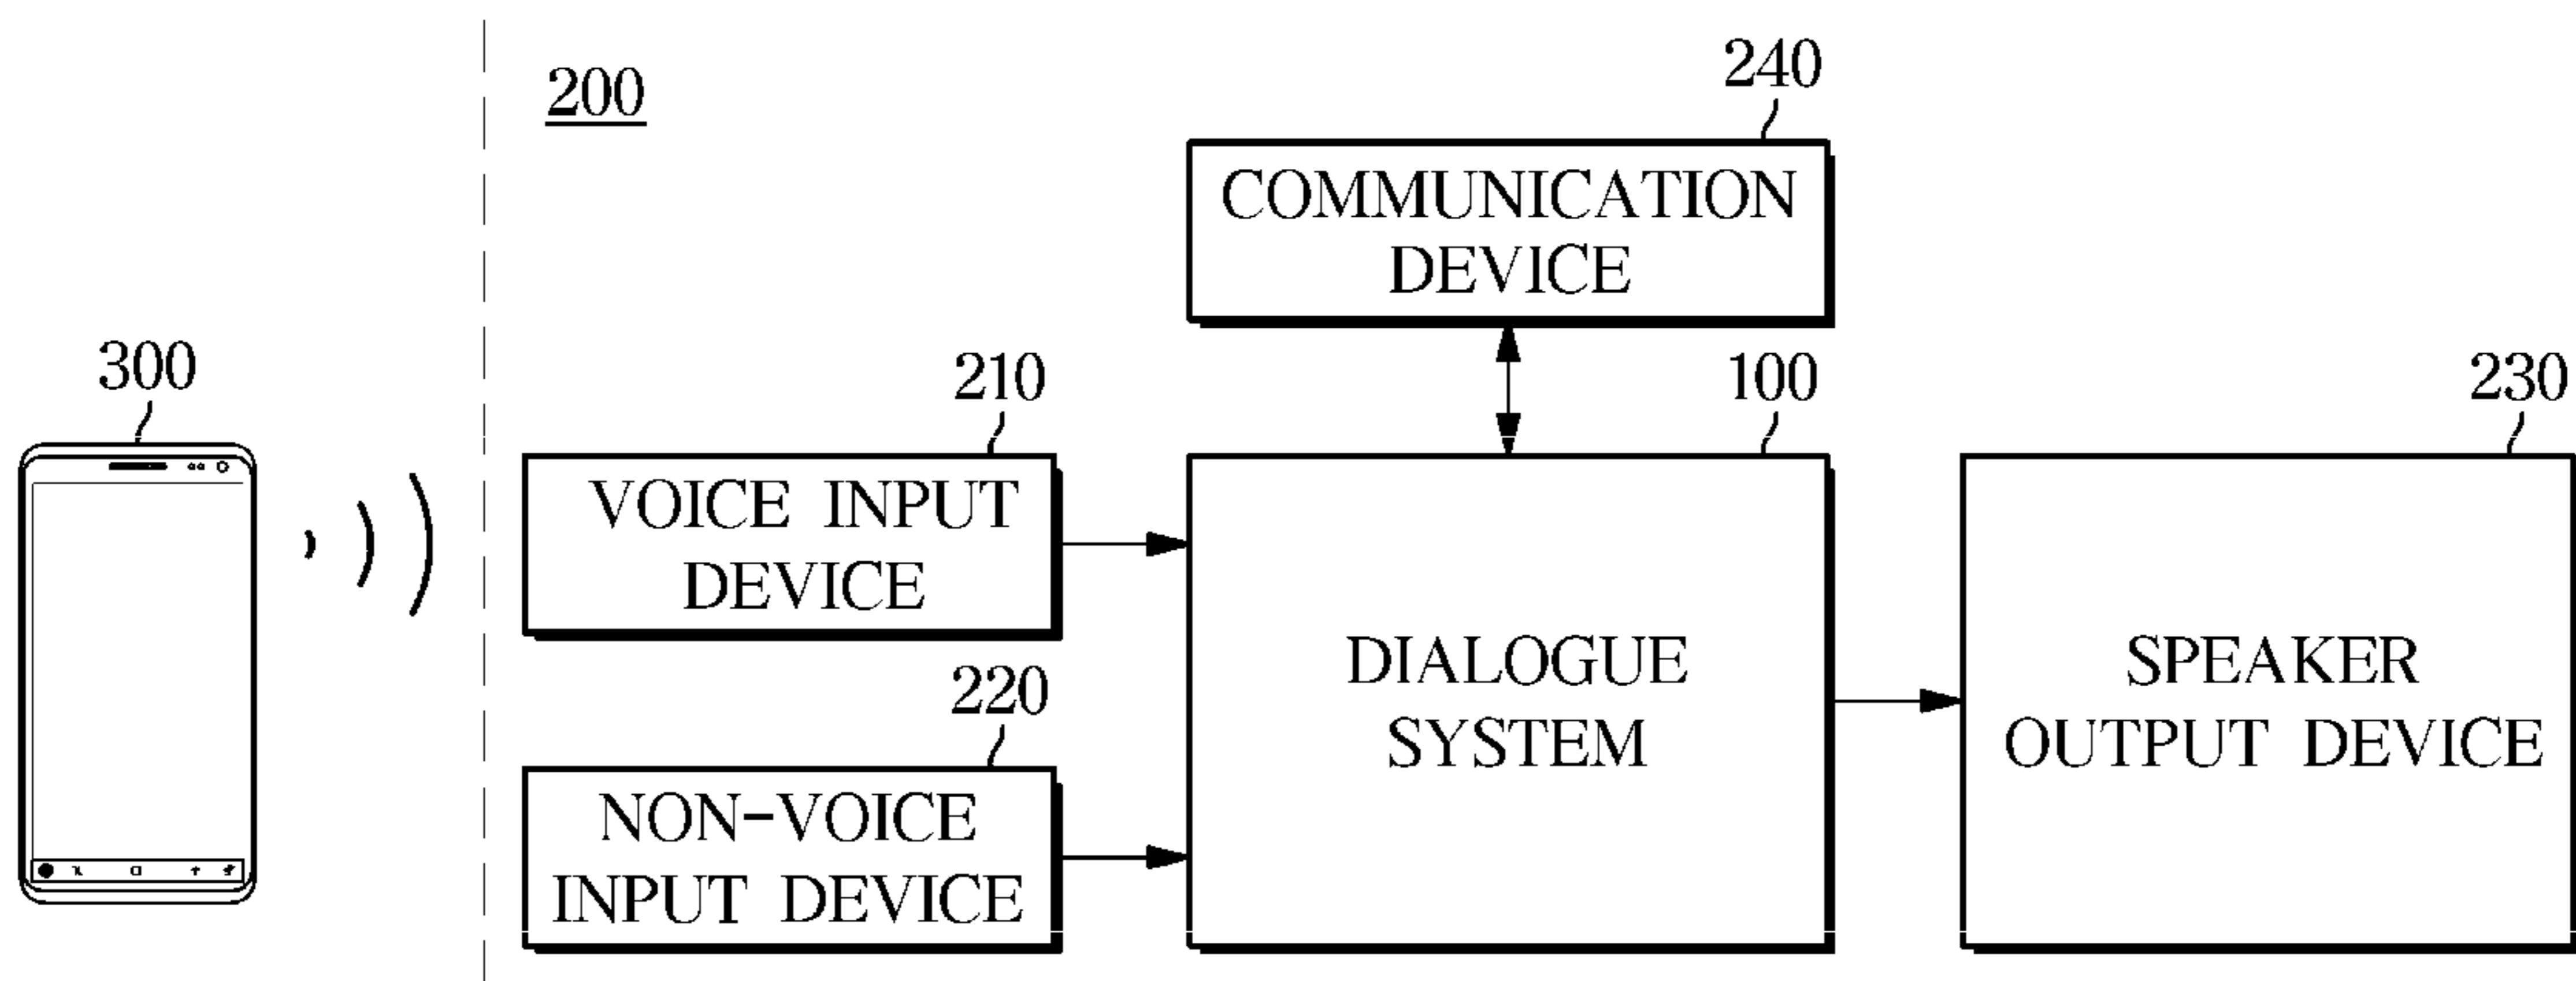 200
240
COMMUNICATION
DEVICE
300
210
100
230
VOICE INPUT
DEVICE
DIALOGUE
SYSTEM
SPEAKER
OUTPUT DEVICE
220
NON-VOICE
INPUT DEVICE